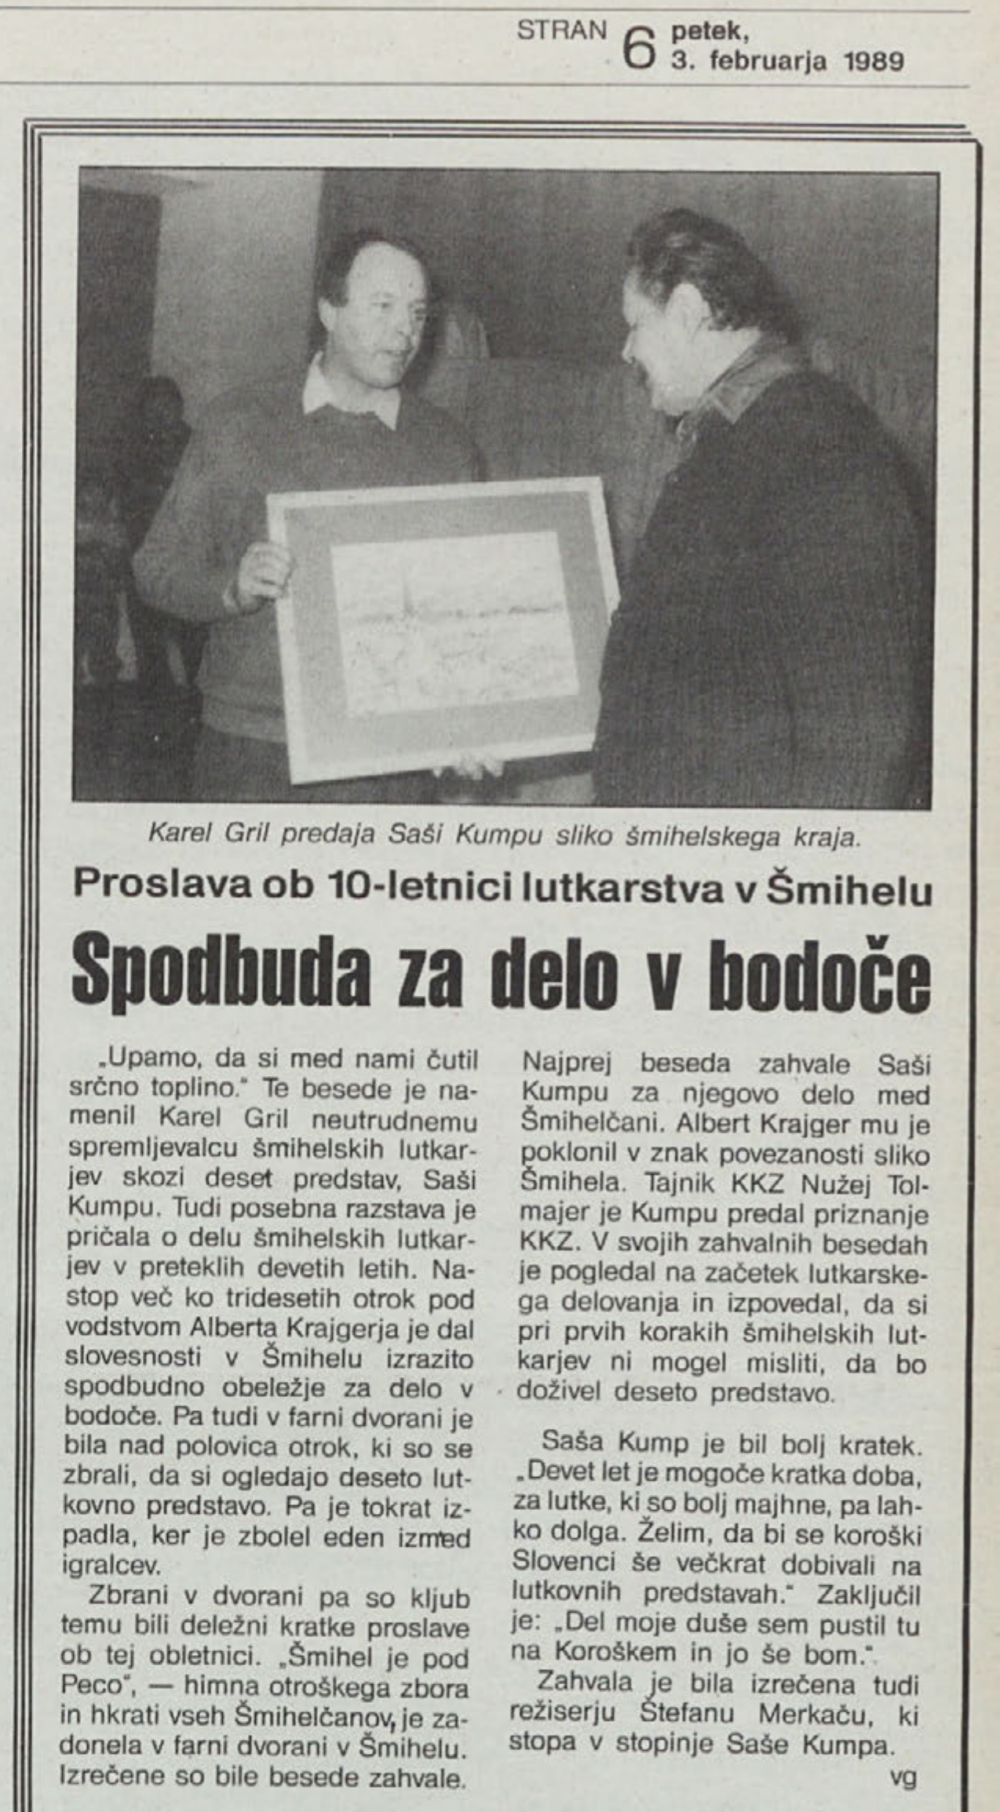 STRAN 6 petek,
3. februarja 1989
Karel Gril predaja Saši Kumpu sliko šmihelskega kraja.
Proslava ob 10-letnici lutkarstva v Šmihelu
Spodbuda za delo v bodoče
„Upamo, da si med nami čutil
srčno toplino.“ Te besede je na-
menil Karel Gril neutrudnemu
spremljevalcu šmihelskih lutkar-
jev skozi deset predstav, Saši
Kumpu. Tudi posebna razstava je
pričala o delu šmihelskih lutkar-
jev v preteklih devetih letih. Na-
stop več ko tridesetih otrok pod
vodstvom Alberta Krajgerja je dal
slovesnosti v Šmihelu izrazito
spodbudno obeležje za delo v
bodoče. Pa tudi v farni dvorani je
bila nad polovica otrok, ki so se
zbrali, da si ogledajo deseto lut-
kovno predstavo. Pa je tokrat iz-
padla, ker je zbolel eden izmed
igralcev.
Zbrani v dvorani pa so kljub
temu bili deležni kratke proslave
ob tej obletnici. „Šmihel je pod
Peco“, — himna otroškega zbora
in hkrati vseh Šmihelčanov, je za-
donela v farni dvorani v Šmihelu.
Izrečene so bile besede zahvale.
Najprej beseda zahvale Saši
Kumpu za njegovo delo med
Šmihelčani. Albert Krajger mu je
poklonil v znak povezanosti sliko
Šmihela. Tajnik KKZ Nužej Tol-
majer je Kumpu predal priznanje
KKZ. V svojih zahvalnih besedah
je pogledal na začetek lutkarske-
ga delovanja in izpovedal, da si
pri prvih korakih šmihelskih lut-
karjev ni mogel misliti, da bo
doživel deseto predstavo.
Saša Kump je bil bolj kratek.
„Devet let je mogoče kratka doba,
za lutke, ki so bolj majhne, pa lah-
ko dolga. Želim, da bi se koroški
Slovenci še večkrat dobivali na
lutkovnih predstavah.“ Zaključil
je: „Del moje duše sem pustil tu
na Koroškem in jo še bom.“
Zahvala je bila izrečena tudi
režiserju Štefanu Merkaču, ki
stopa v stopinje Saše Kumpa.
vg